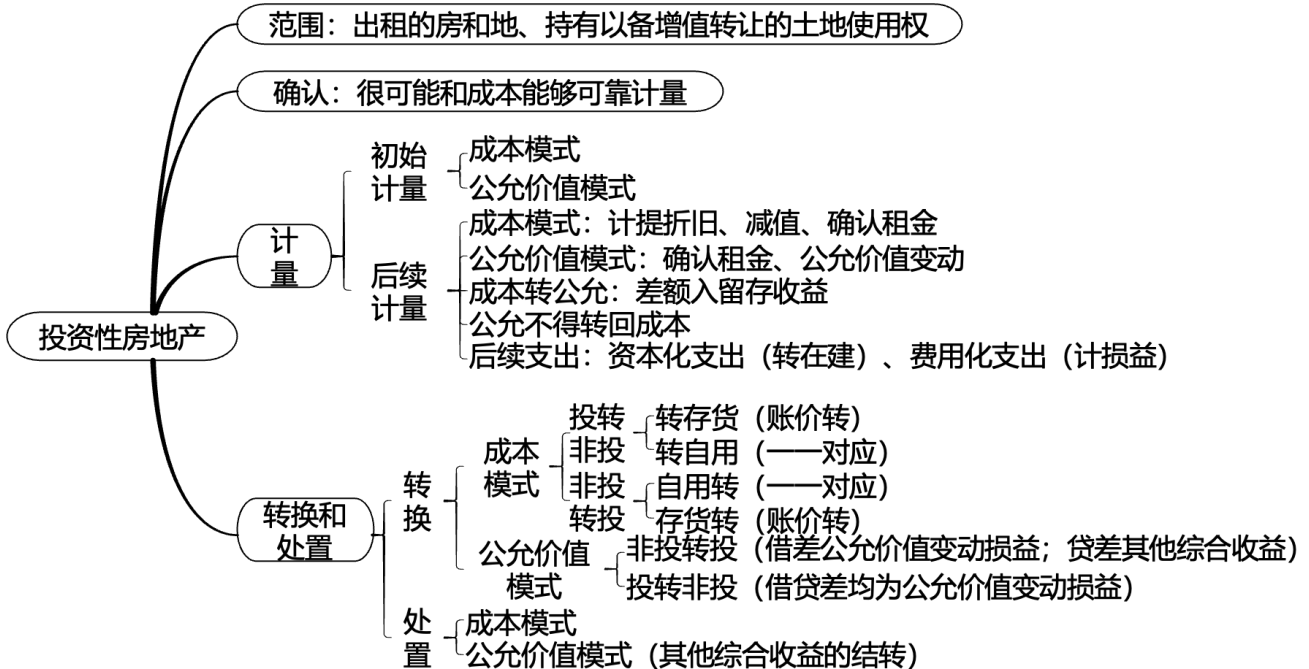 范围：出租的房和地、持有以备增值转让的土地使用权
确认：很可能和成本能够可靠计量
初始
计量
成本模式
公允价值模式
计
量
后续
计量
成本模式：计提折旧、减值、确认租金
公允价值模式：确认租金、公允价值变动
成本转公允：差额入留存收益
公允不得转回成本
后续支出：资本化支出（转在建）、费用化支出（计损益）
投资性房地产
转换和
处置
转
换
成本
模式
投转
非投
转存货（账价转）
转自用（一一对应）
非投
转投
自用转（一一对应）
存货转（账价转）
公允价值
模式
非投转投（借差公允价值变动损益；贷差其他综合收益）
投转非投（借贷差均为公允价值变动损益）
处
置
成本模式
公允价值模式（其他综合收益的结转）